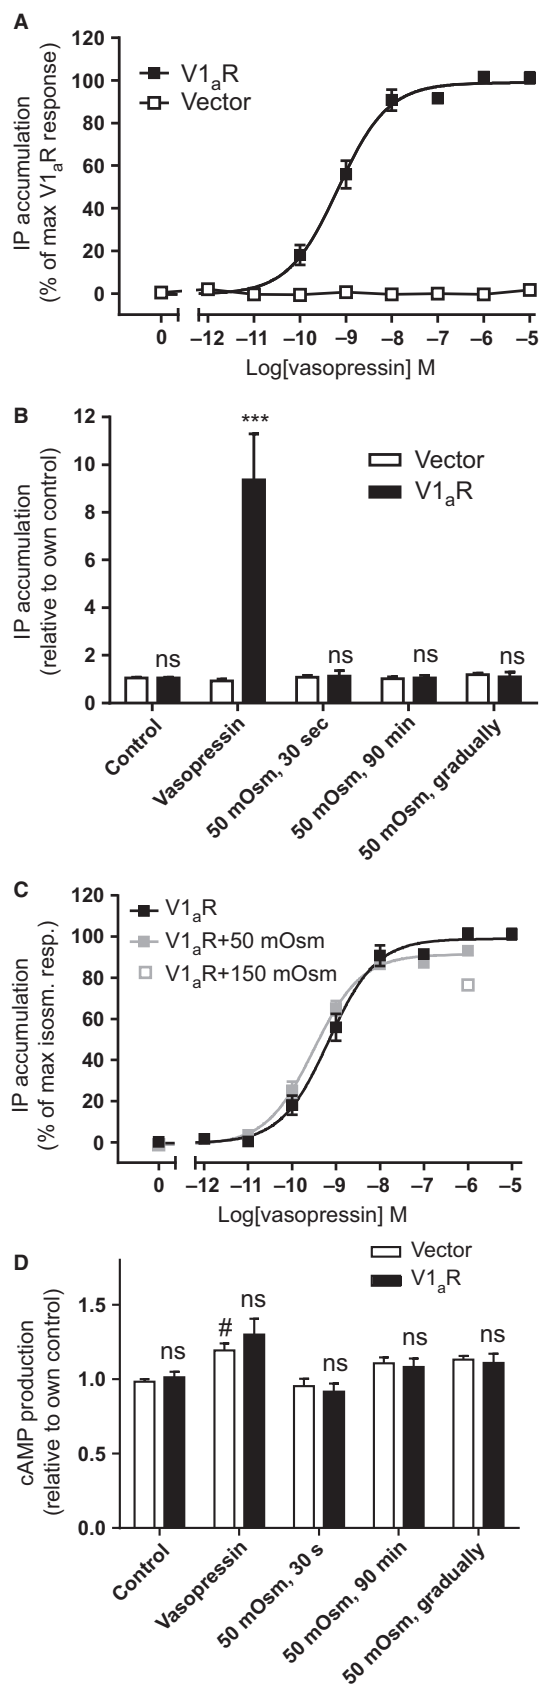 A
IP accumulation
(% of max V1aR response)
120
100
80
60
40
20
0
V1aR
Vector
0 –12 –11 –10 –9 –8 –7 –6 –5
Log[vasopressin] M
B
IP accumulation
(relative to own control)
12
10
8
6
4
2
0
***
Vector
V1aR
ns ns ns ns
Control
Vasopressin
50 mOsm, 30 sec
50 mOsm, 90 min
50 mOsm, gradually
C
IP accumulation
(% of max isosm. resp.)
120
100
80
60
40
20
0
V1aR
V1aR+50 mOsm
V1aR+150 mOsm
0 –12 –11 –10 –9 –8 –7 –6 –5
Log[vasopressin] M
D
Vector
V1aR
cAMP production
(relative to own control)
1.5
1.0
0.5
0.0
ns # ns ns ns ns
Control
Vasopressin
50 mOsm, 30 s
50 mOsm, 90 min
50 mOsm, gradually